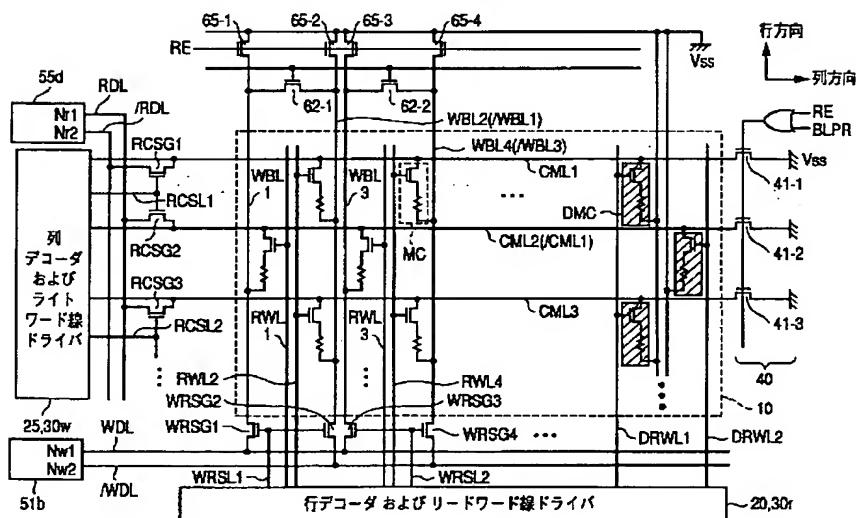 65-1
65-2
65-3
65-4
RE
Vss
行方向
列方向
55d
RDL
/RDL
Nr1
Nr2
62-1
62-2
WBL2(/WBL1)
WBL4(/WBL3)
RE
BLPR
RCSG1
WBL
1
WBL
3
CML1
Vss
41-1
RCSL1
DMC
RCSG2
MC
CML2(/CML1)
41-2
列
デコーダ
および
ライト
ワード線
ドライバ
RCSG3
RCSL2
RWL
1
RWL
3
CML3
41-3
40
RWL2
RWL4
10
WRSG2
WRSG3
WRSG1
WRSG4
25,30w
WDL
/WDL
Nw1
Nw2
51b
WRSL1
WRSL2
DRWL1
DRWL2
行デコーダ および リードワード線ドライバ
20,30r